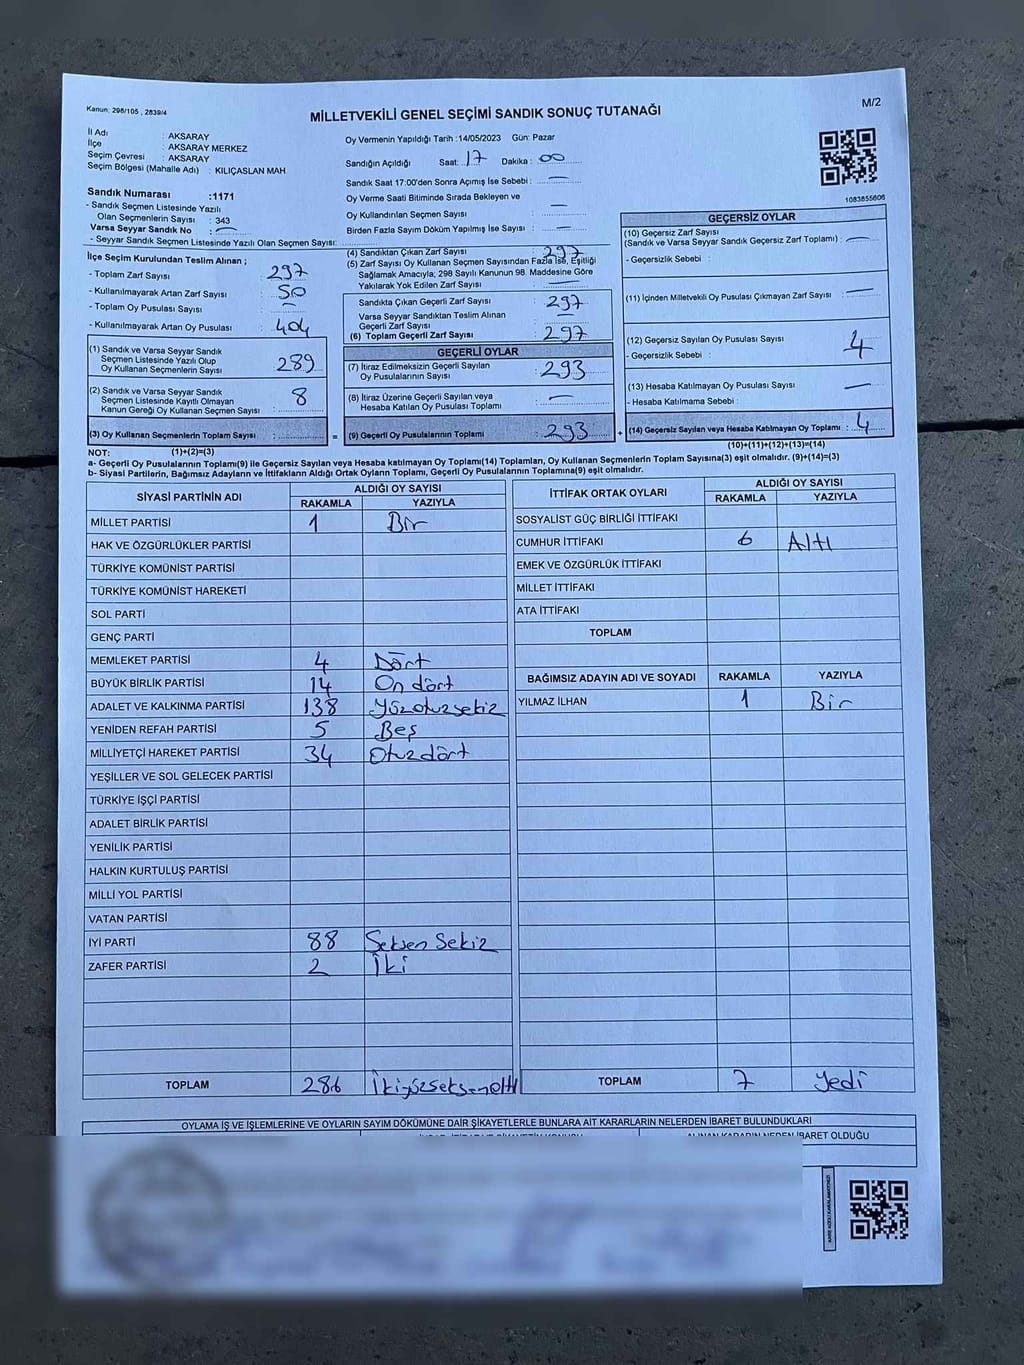 Kanun: 298/105 , 2839/4
MİLLETVEKİLİ GENEL SEÇİMİ SANDIK SONUÇ TUTANAĞI
M/2
İl Adı : AKSARAY
İlçe : AKSARAY MERKEZ
Seçim Çevresi : AKSARAY
Seçim Bölgesi (Mahalle Adı) : KILIÇASLAN MAH.
Sandık Numarası :1171
- Sandık Seçmen Listesinde Yazılı
Olan Seçmenlerin Sayısı : 343
Varsa Seyyar Sandık No : —
- Seyyar Sandık Seçmen Listesinde Yazılı Olan Seçmen Sayısı:
Oy Vermenin Yapıldığı Tarih :14/05/2023 Gün: Pazar
Sandığın Açıldığı Saat: 17 Dakika : 00
Sandık Saat 17:00'den Sonra Açımış İse Sebebi : —
Oy Verme Saati Bitiminde Sırada Bekleyen ve
Oy Kullandırılan Seçmen Sayısı —
Birden Fazla Sayım Döküm Yapılmış İse Sayısı : —
1083855606
İlçe Seçim Kurulundan Teslim Alınan ;
- Toplam Zarf Sayısı : 297
- Kullanılmayarak Artan Zarf Sayısı : 50
- Toplam Oy Pusulası Sayısı : —
- Kullanılmayarak Artan Oy Pusulası : 404
(1) Sandık ve Varsa Seyyar Sandık
Seçmen Listesinde Yazılı Olup
Oy Kullanan Seçmenlerin Sayısı : 289
(2) Sandık ve Varsa Seyyar Sandık
Seçmen Listesinde Kayıtlı Olmayan
Kanun Gereği Oy Kullanan Seçmen Sayısı : 8
(3) Oy Kullanan Seçmenlerin Toplam Sayısı :
(4) Sandıktan Çıkan Zarf Sayısı : 297
(5) Zarf Sayısı Oy Kullanan Seçmen Sayısından Fazla İse, Eşitliği
Sağlamak Amacıyla; 298 Sayılı Kanunun 98. Maddesine Göre
Yakılarak Yok Edilen Zarf Sayısı : —
Sandıkta Çıkan Geçerli Zarf Sayısı : 297
Varsa Seyyar Sandıktan Teslim Alınan
Geçerli Zarf Sayısı : —
(6) Toplam Geçerli Zarf Sayısı : 297
GEÇERLİ OYLAR
(7) İtiraz Edilmeksizin Geçerli Sayılan
Oy Pusulalarının Sayısı : 293
(8) İtiraz Üzerine Geçerli Sayılan veya
Hesaba Katılan Oy Pusulası Toplamı : —
= (9) Geçerli Oy Pusulalarının Toplamı : 293
GEÇERSİZ OYLAR
(10) Geçersiz Zarf Sayısı
(Sandık ve Varsa Seyyar Sandık Geçersiz Zarf Toplamı) : —
- Geçersizlik Sebebi :
(11) İçinden Milletvekili Oy Pusulası Çıkmayan Zarf Sayısı : —
(12) Geçersiz Sayılan Oy Pusulası Sayısı : 4
- Geçersizlik Sebebi :
(13) Hesaba Katılmayan Oy Pusulası Sayısı : —
- Hesaba Katılmama Sebebi :
+ (14) Geçersiz Sayılan veya Hesaba Katılmayan Oy Toplamı : 4
NOT: (1)+(2)=(3)
(10)+(11)+(12)+(13)=(14)
a- Geçerli Oy Pusulalarının Toplamı(9) ile Geçersiz Sayılan veya Hesaba katılmayan Oy Toplamı(14) Toplamları, Oy Kullanan Seçmenlerin Toplam Sayısına(3) eşit olmalıdır. (9)+(14)=(3)
b- Siyasi Partilerin, Bağımsız Adayların ve İttifakların Aldığı Ortak Oyların Toplamı, Geçerli Oy Pusulalarının Toplamına(9) eşit olmalıdır.
SİYASİ PARTİNİN ADI
ALDIĞI OY SAYISI
RAKAMLA YAZIYLA
MİLLET PARTİSİ 1 Bir
HAK VE ÖZGÜRLÜKLER PARTİSİ
TÜRKİYE KOMÜNİST PARTİSİ
TÜRKİYE KOMÜNİST HAREKETİ
SOL PARTİ
GENÇ PARTİ
MEMLEKET PARTİSİ 4 Dört
BÜYÜK BİRLİK PARTİSİ 14 On dört
ADALET VE KALKINMA PARTİSİ 138 Yüzotuzsekiz
YENİDEN REFAH PARTİSİ 5 Beş
MİLLİYETÇİ HAREKET PARTİSİ 34 Otuzdört
YEŞİLLER VE SOL GELECEK PARTİSİ
TÜRKİYE İŞÇİ PARTİSİ
ADALET BİRLİK PARTİSİ
YENİLİK PARTİSİ
HALKIN KURTULUŞ PARTİSİ
MİLLİ YOL PARTİSİ
VATAN PARTİSİ
İYİ PARTİ 88 Seksen Sekiz
ZAFER PARTİSİ 2 İki
TOPLAM 286 İkiyüzseksenaltı
İTTİFAK ORTAK OYLARI
ALDIĞI OY SAYISI
RAKAMLA YAZIYLA
SOSYALİST GÜÇ BİRLİĞİ İTTİFAKI
CUMHUR İTTİFAKI 6 Altı
EMEK VE ÖZGÜRLÜK İTTİFAKI
MİLLET İTTİFAKI
ATA İTTİFAKI
TOPLAM
BAĞIMSIZ ADAYIN ADI VE SOYADI RAKAMLA YAZIYLA
YILMAZ İLHAN 1 Bir
TOPLAM 7 Yedi
OYLAMA İŞ VE İŞLEMLERİNE VE OYLARIN SAYIM DÖKÜMÜNE DAİR ŞİKAYETLERLE BUNLARA AİT KARARLARIN NELERDEN İBARET BULUNDUKLARI
ALINAN KARARIN NEDEN İBARET OLDUĞU